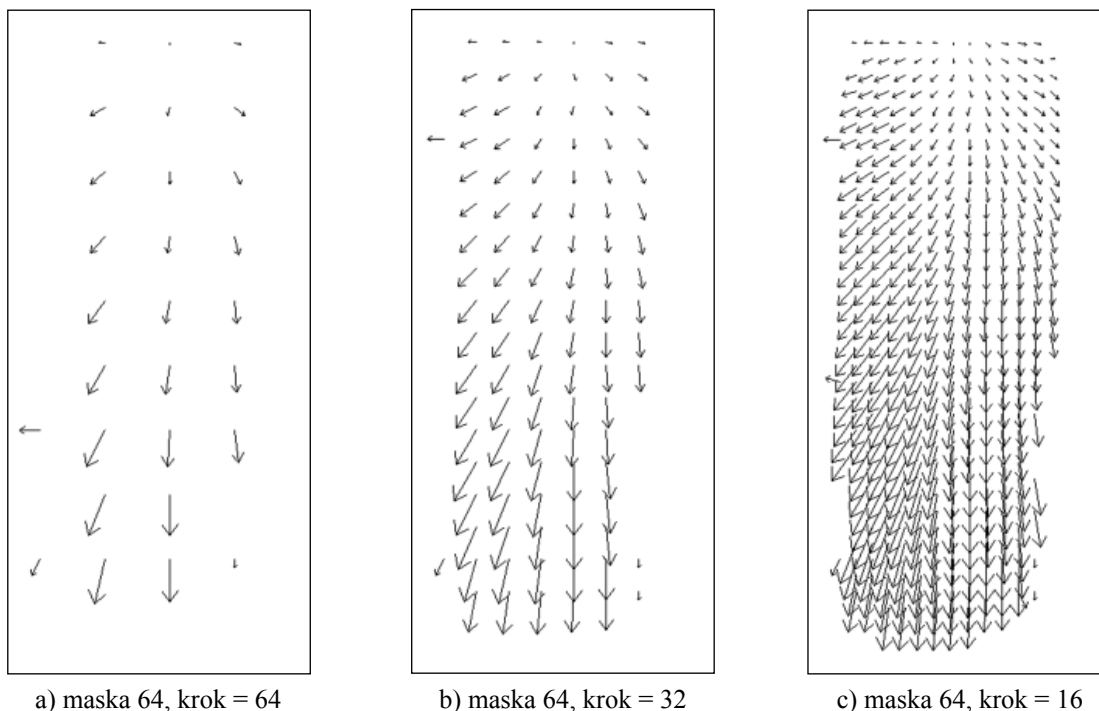 a) maska 64, krok = 64
b) maska 64, krok = 32
c) maska 64, krok = 16